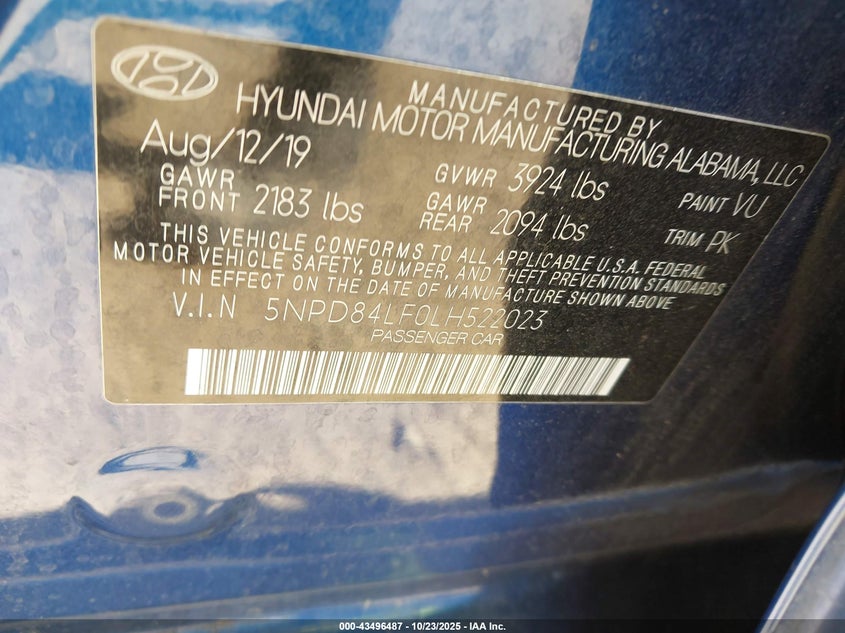 MANUFACTURED BY
HYUNDAI MOTOR MANUFACTURING ALABAMA, LLC
Aug/12/19
GVWR 3924 lbs
PAINT VU
GAWR FRONT 2183 lbs
GAWR REAR 2094 lbs
TRIM PK
THIS VEHICLE CONFORMS TO ALL APPLICABLE U.S.A. FEDERAL
MOTOR VEHICLE SAFETY, BUMPER, AND THEFT PREVENTION STANDARDS
IN EFFECT ON THE DATE OF MANUFACTURE SHOWN ABOVE
V.I.N 5NPD84LF0LH522023
PASSENGER CAR
000-43496487 - 10/23/2025 - IAA Inc.